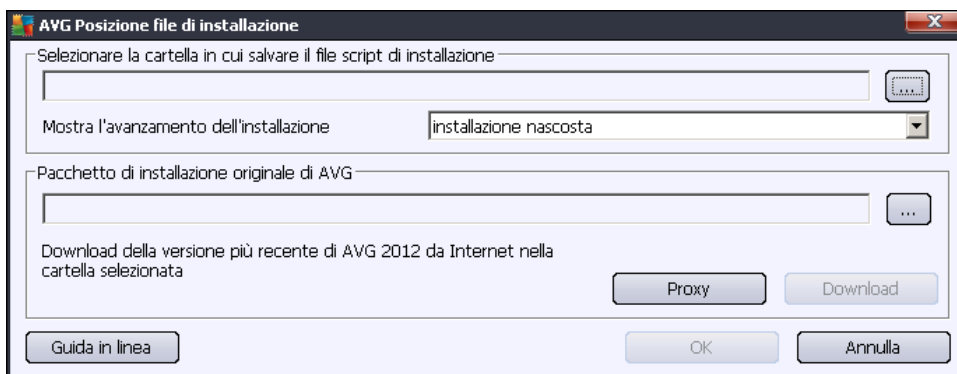 AVG Posizione file di installazione
Selezionare la cartella in cui salvare il file script di installazione
...
Mostra l'avanzamento dell'installazione
installazione nascosta
Pacchetto di installazione originale di AVG
...
Download della versione più recente di AVG 2012 da Internet nella
cartella selezionata
Proxy
Download
Guida in linea
OK
Annulla